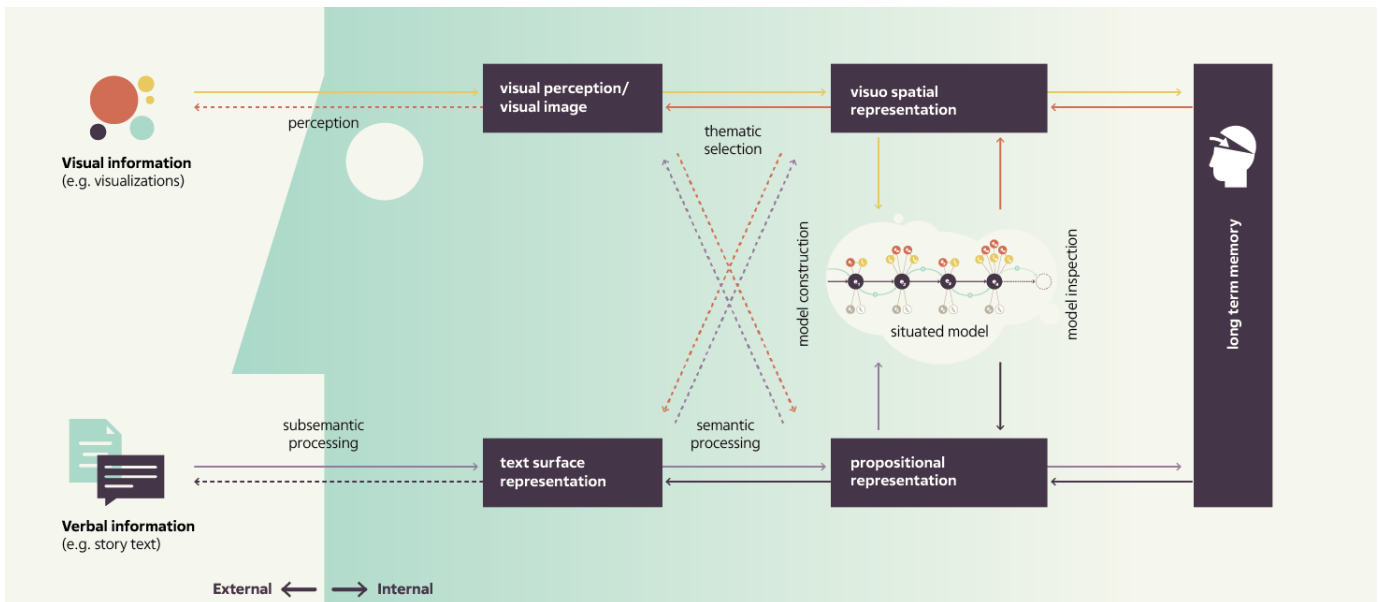 visual perception/
visual image
visuo spatial
representation
perception
thematic
selection
Visual information
(e.g. visualizations)
model construction
situated model
model inspection
long term memory
subsemantic
processing
semantic
processing
text surface
representation
propositional
representation
Verbal information
(e.g. story text)
External
Internal